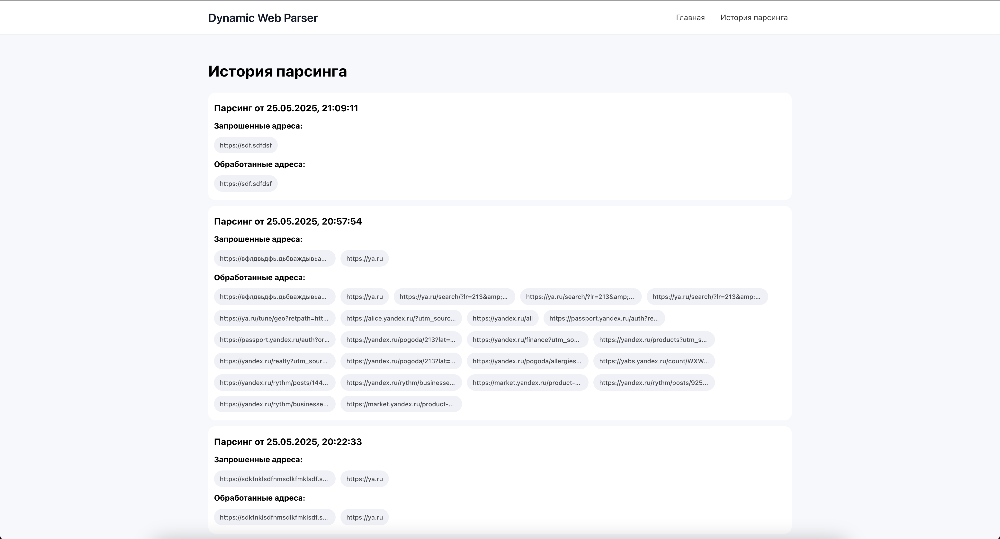 Dynamic Web Parser Главная История парсинга
История парсинга
Парсинг от 25.05.2025, 21:09:11
Запрошенные адреса:
https://sdf.sdfdsf
Обработанные адреса:
https://sdf.sdfdsf
Парсинг от 25.05.2025, 20:57:54
Запрошенные адреса:
https://вфлдвьдфь.дьбваждывьа... https://ya.ru
Обработанные адреса:
https://вфлдвьдфь.дьбваждывьа... https://ya.ru https://ya.ru/search/?lr=213&amp;... https://ya.ru/search/?lr=213&amp;... https://ya.ru/search/?lr=213&amp;...
https://ya.ru/tune/geo?retpath=htt... https://alice.yandex.ru/?utm_sourc... https://yandex.ru/all https://passport.yandex.ru/auth?re...
https://passport.yandex.ru/auth?or... https://yandex.ru/pogoda/213?lat=... https://yandex.ru/finance?utm_so... https://yandex.ru/products?utm_s...
https://yandex.ru/realty?utm_sour... https://yandex.ru/pogoda/213?lat=... https://yandex.ru/pogoda/allergies... https://yabs.yandex.ru/count/WXW...
https://yandex.ru/rythm/posts/144... https://yandex.ru/rythm/businesse... https://market.yandex.ru/product-... https://yandex.ru/rythm/posts/925...
https://yandex.ru/rythm/businesse... https://market.yandex.ru/product-...
Парсинг от 25.05.2025, 20:22:33
Запрошенные адреса:
https://sdkfnklsdfnmsdlkfmklsdf.s... https://ya.ru
Обработанные адреса:
https://sdkfnklsdfnmsdlkfmklsdf.s... https://ya.ru